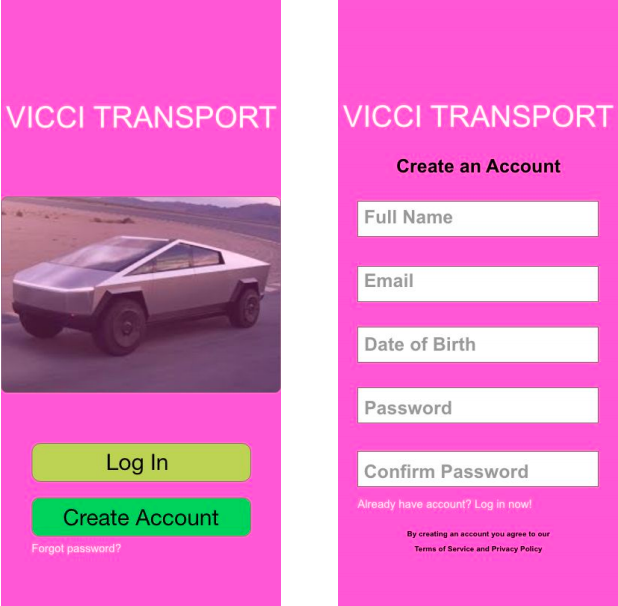 VICCI TRANSPORT
Log In
Create Account
Forgot password?
VICCI TRANSPORT
Create an Account
Full Name
Email
Date of Birth
Password
Confirm Password
Already have account? Log in now!
By creating an account you agree to our
Terms of Service and Privacy Policy